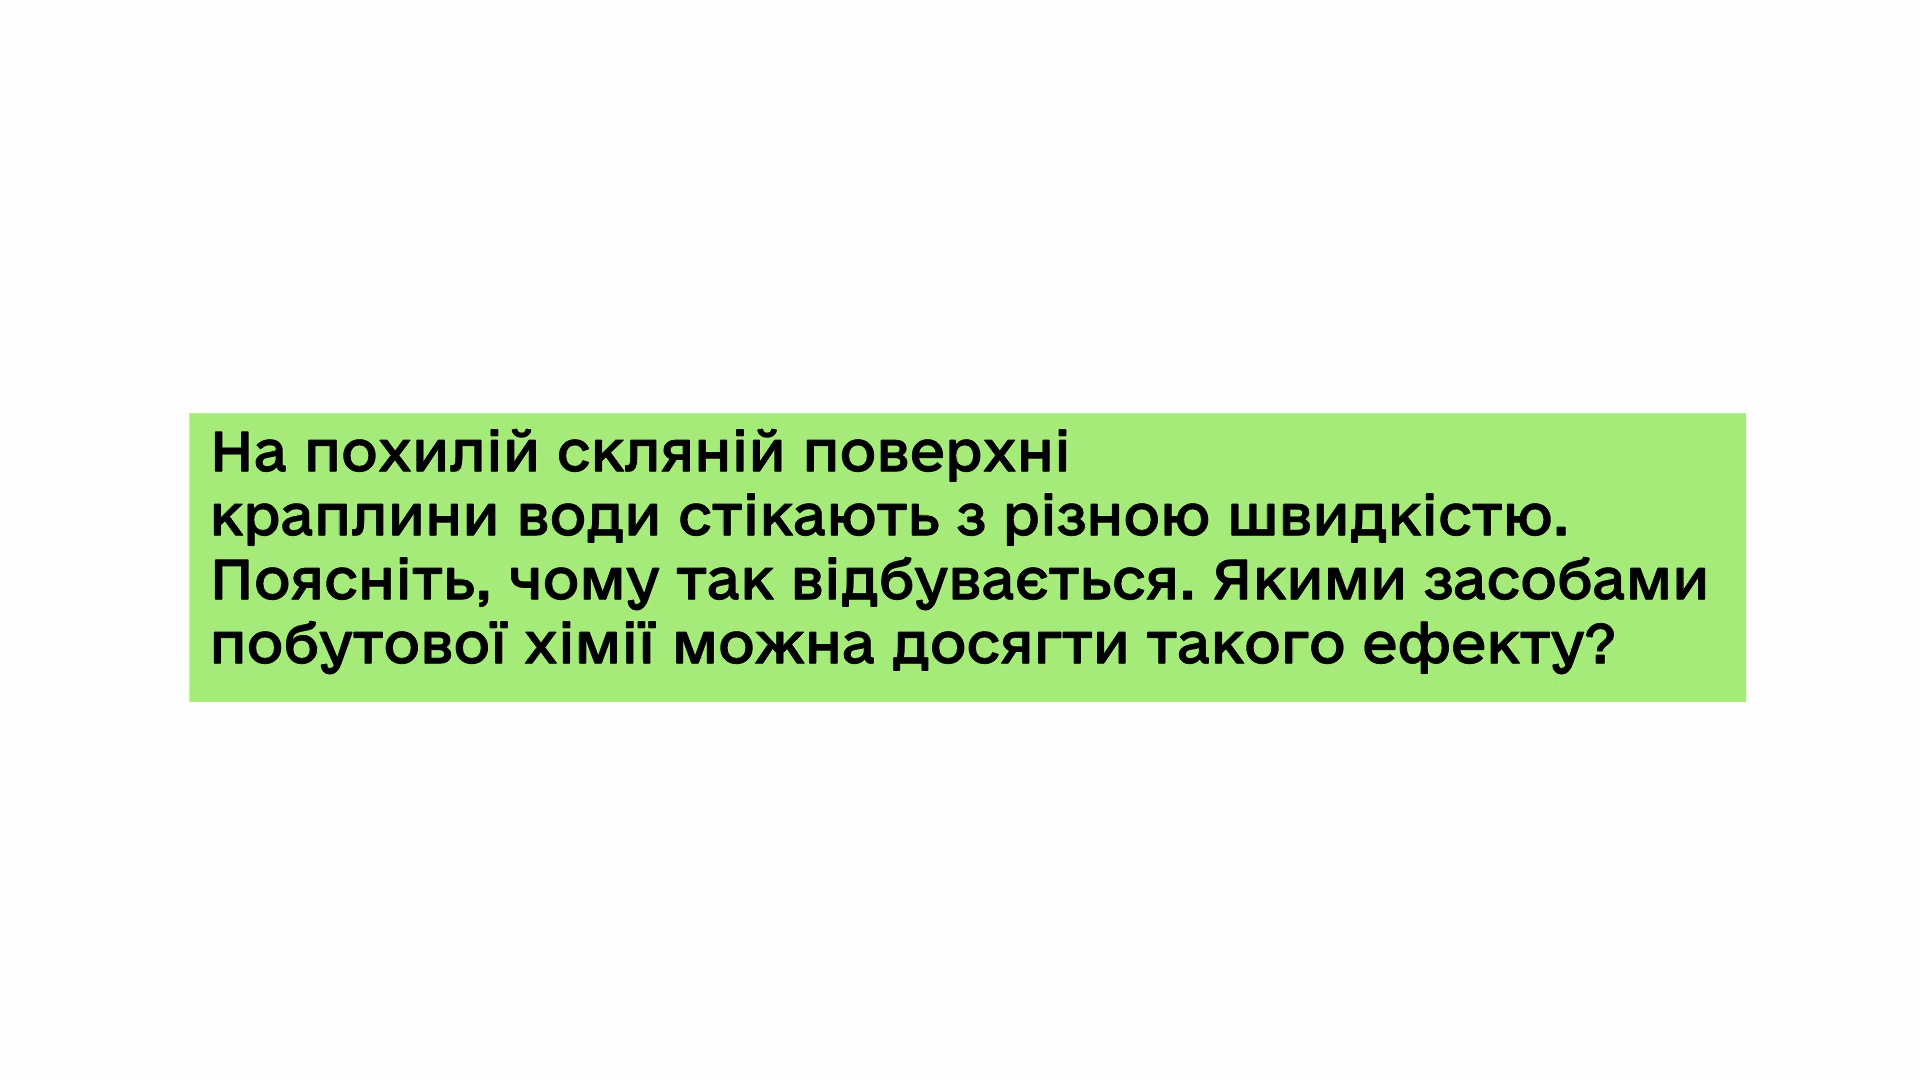 На похилій скляній поверхні
краплини води стікають з різною швидкістю.
Поясніть, чому так відбувається. Якими засобами
побутової хімії можна досягти такого ефекту?